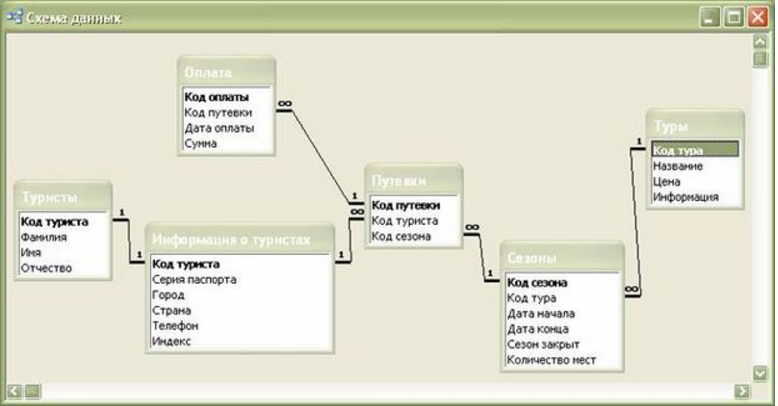 Схема данных
Оплата
Код оплаты
Код путевки
Дата оплаты
Сумма
Туры
Код тура
Название
Цена
Информация
Туристы
Код туриста
Фамилия
Имя
Отчество
Путевки
Код путевки
Код туриста
Код сезона
Информация о туристах
Код туриста
Серия паспорта
Город
Страна
Телефон
Индекс
Сезоны
Код сезона
Код тура
Дата начала
Дата конца
Сезон закрыт
Количество мест
∞
1
∞
1
1
1
∞
1
1
∞